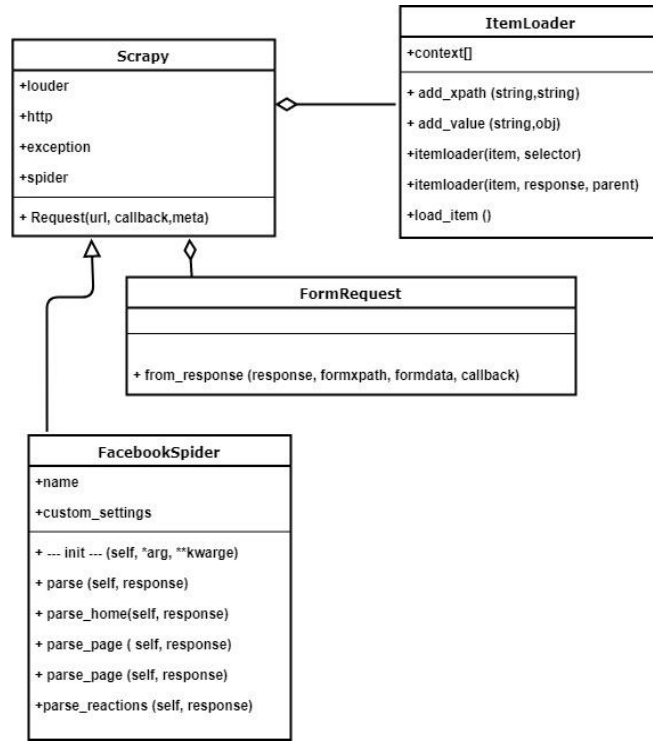 Scrapy
+louder
+http
+exception
+spider
+ Request(url, callback,meta)
ItemLoader
+context[]
+ add_xpath (string,string)
+ add_value (string,obj)
+itemloader(item, selector)
+itemloader(item, response, parent)
+load_item ()
FormRequest
+ from_response (response, formxpath, formdata, callback)
FacebookSpider
+name
+custom_settings
+ --- init --- (self, *arg, **kwarge)
+ parse (self, response)
+ parse_home(self, response)
+ parse_page ( self, response)
+ parse_page (self, response)
+parse_reactions (self, response)